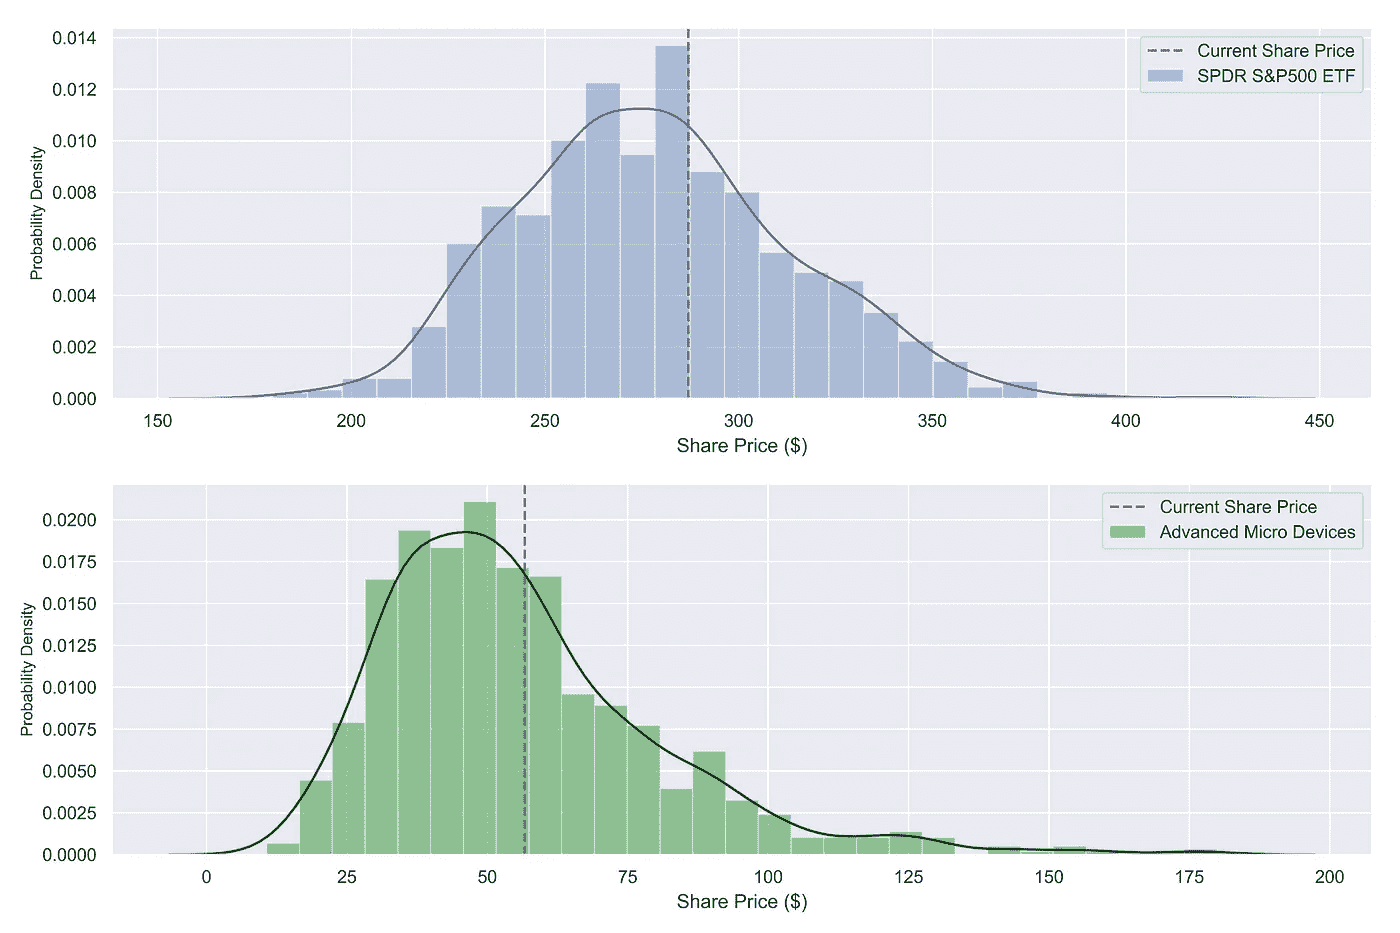 0.014
0.012
0.010
0.008
0.006
0.004
0.002
0.000
Probability Density
Current Share Price
SPDR S&P500 ETF
150 200 250 300 350 400 450
Share Price ($)
0.0200
0.0175
0.0150
0.0125
0.0100
0.0075
0.0050
0.0025
0.0000
Probability Density
Current Share Price
Advanced Micro Devices
0 25 50 75 100 125 150 175 200
Share Price ($)